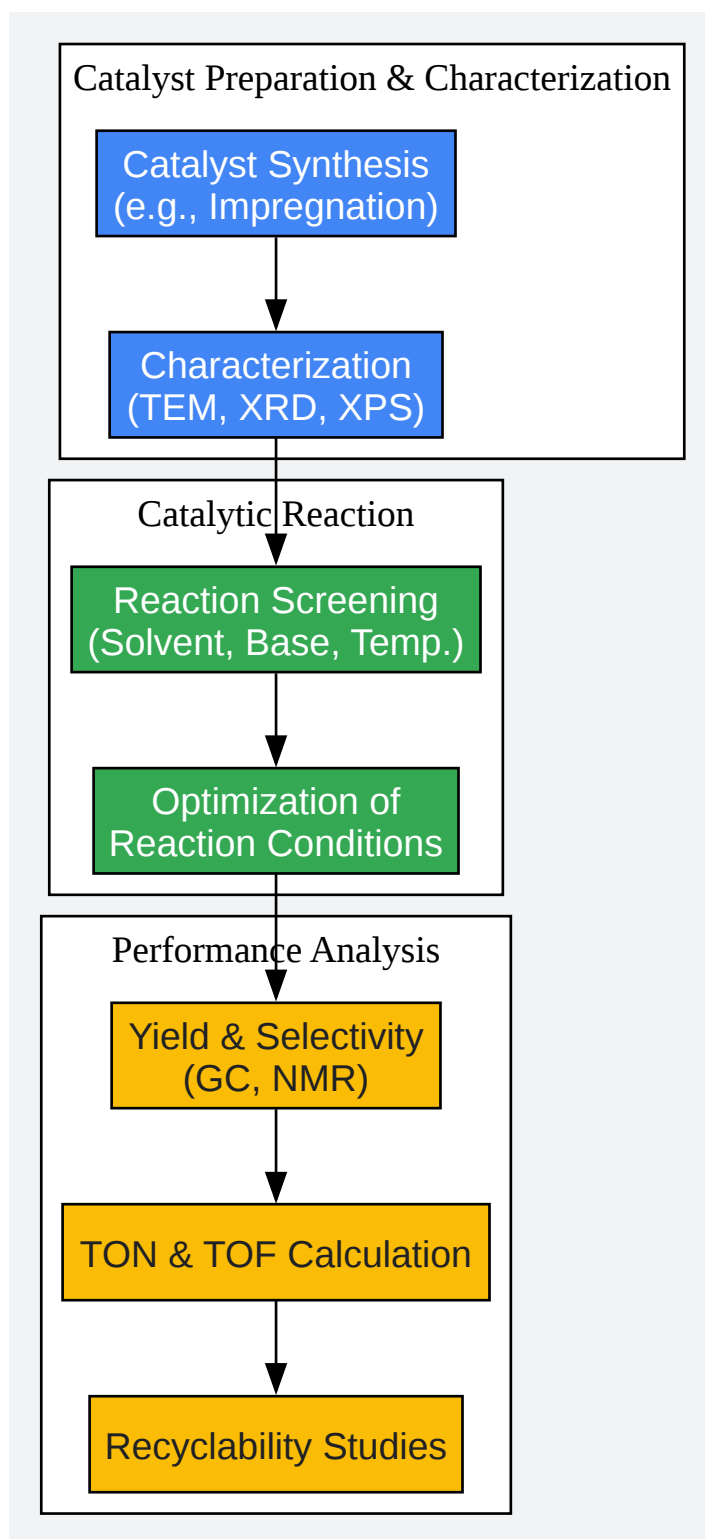 Catalyst Preparation & Characterization
Catalyst Synthesis
(e.g., Impregnation)
Characterization
(TEM, XRD, XPS)
Catalytic Reaction
Reaction Screening
(Solvent, Base, Temp.)
Optimization of
Reaction Conditions
Performance Analysis
Yield & Selectivity
(GC, NMR)
TON & TOF Calculation
Recyclability Studies